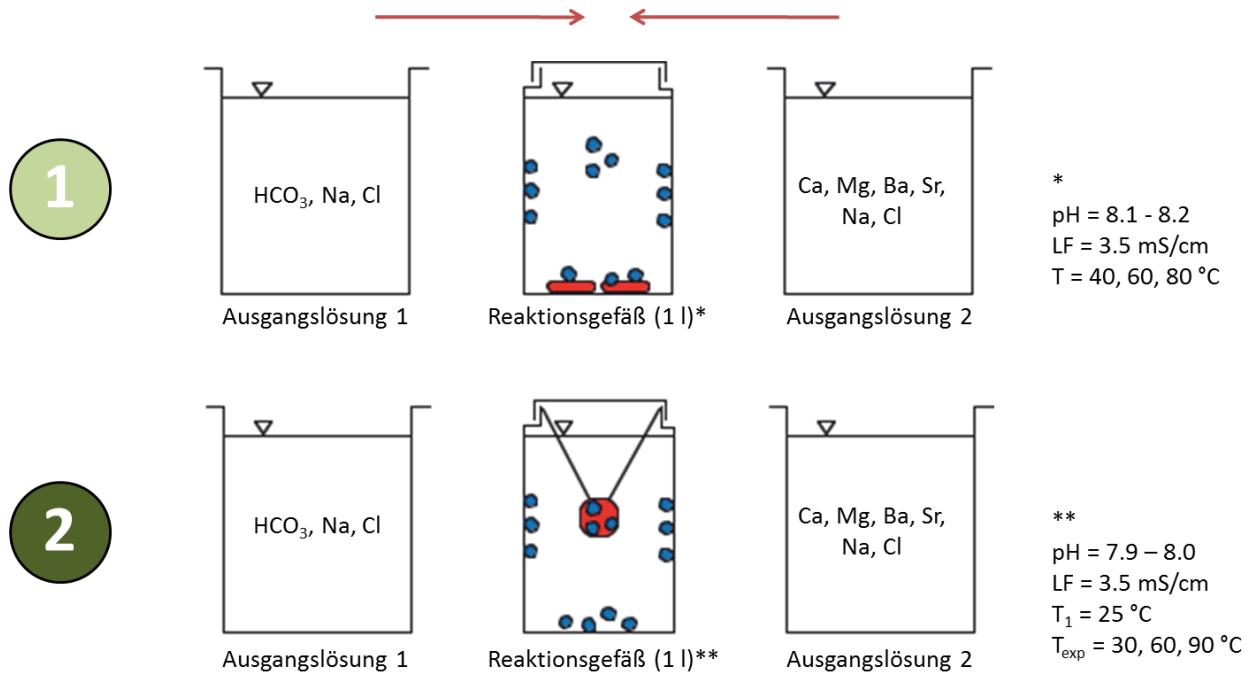 1
HCO₃, Na, Cl
Ca, Mg, Ba, Sr,
Na, Cl
*
pH = 8.1 - 8.2
LF = 3.5 mS/cm
T = 40, 60, 80 °C
Ausgangslösung 1
Reaktionsgefäß (1 l)*
Ausgangslösung 2
2
HCO₃, Na, Cl
Ca, Mg, Ba, Sr,
Na, Cl
**
pH = 7.9 – 8.0
LF = 3.5 mS/cm
T₁ = 25 °C
Tₑₓₚ = 30, 60, 90 °C
Ausgangslösung 1
Reaktionsgefäß (1 l)**
Ausgangslösung 2